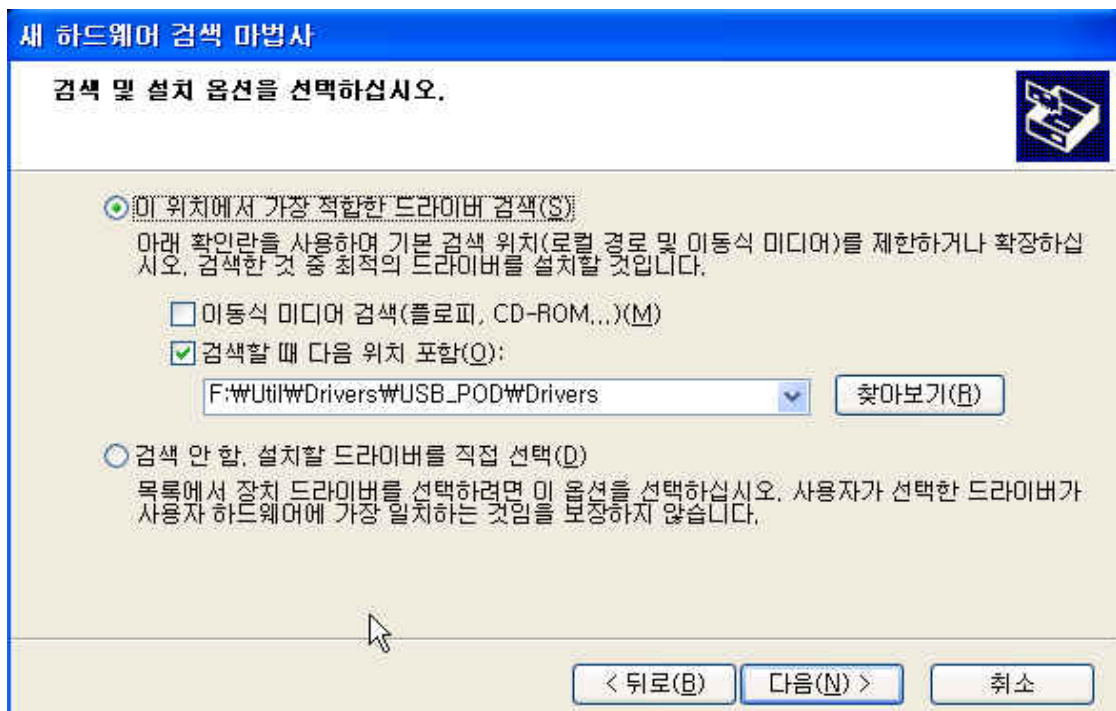 새 하드웨어 검색 마법사
검색 및 설치 옵션을 선택하십시오.
이 위치에서 가장 적합한 드라이버 검색(S)
아래 확인란을 사용하여 기본 검색 위치(로컬 경로 및 이동식 미디어)를 제한하거나 확장하십
시오. 검색한 것 중 최적의 드라이버를 설치할 것입니다.
이동식 미디어 검색(플로피, CD-ROM...)(M)
검색할 때 다음 위치 포함(O):
F:₩Util₩Drivers₩USB_POD₩Drivers
찾아보기(R)
검색 안 함. 설치할 드라이버를 직접 선택(D)
목록에서 장치 드라이버를 선택하려면 이 옵션을 선택하십시오. 사용자가 선택한 드라이버가
사용자 하드웨어에 가장 일치하는 것임을 보장하지 않습니다.
< 뒤로(B) 다음(N) > 취소